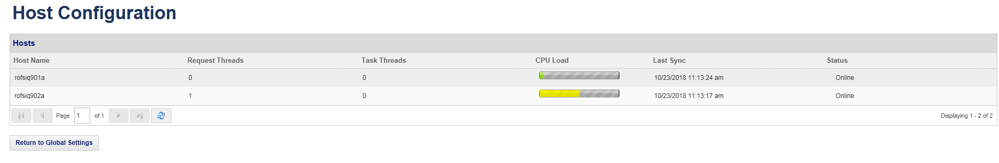 Host Configuration
Hosts
Host Name Request Threads Task Threads CPU Load Last Sync Status
rofsiq901a 0 0 10/23/2018 11:13:24 am Online
rofsiq902a 1 0 10/23/2018 11:13:17 am Online
Page 1 of 1 Displaying 1 - 2 of 2
Return to Global Settings